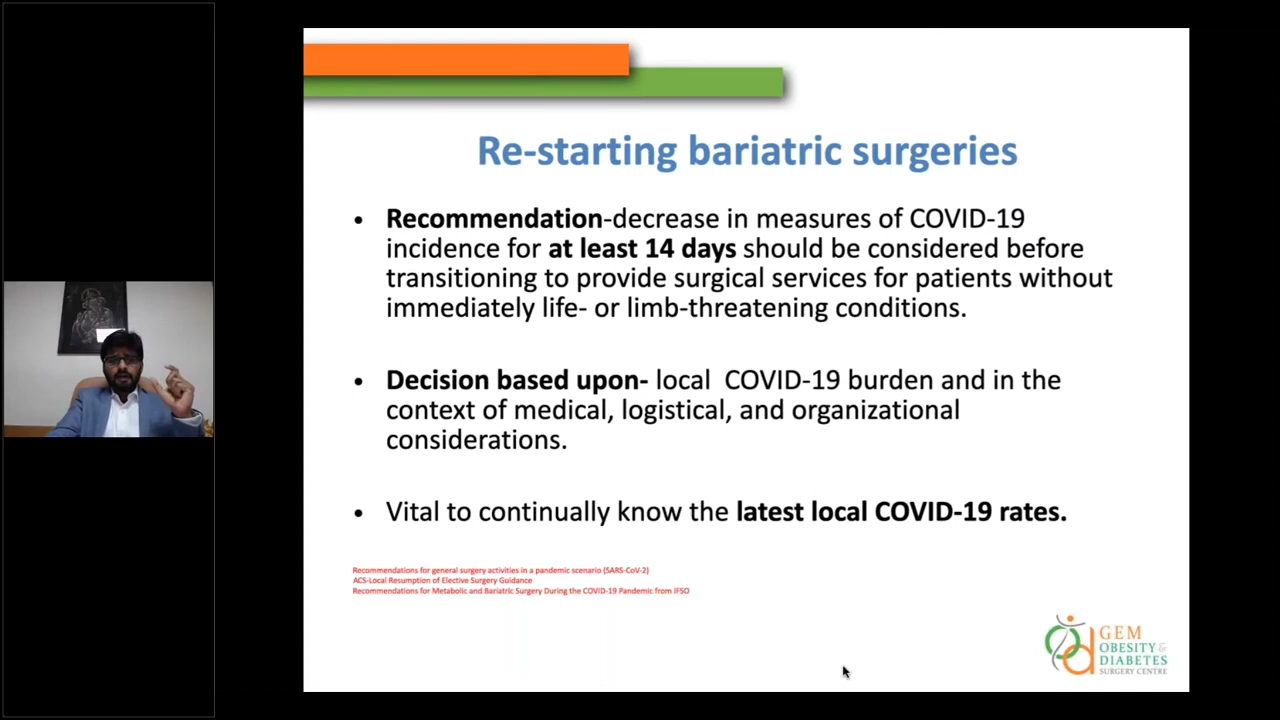 Re-starting bariatric surgeries
• Recommendation-decrease in measures of COVID-19
incidence for at least 14 days should be considered before
transitioning to provide surgical services for patients without
immediately life- or limb-threatening conditions.
• Decision based upon- local  COVID-19 burden and in the
context of medical, logistical, and organizational
considerations.
• Vital to continually know the latest local COVID-19 rates.
Recommendations for general surgery activities in a pandemic scenario (SARS-CoV-2)
ACS-Local Resumption of Elective Surgery Guidance
Recommendations for Metabolic and Bariatric Surgery During the COVID-19 Pandemic from IFSO
GEM
OBESITY &
DIABETES
SURGERY CENTRE